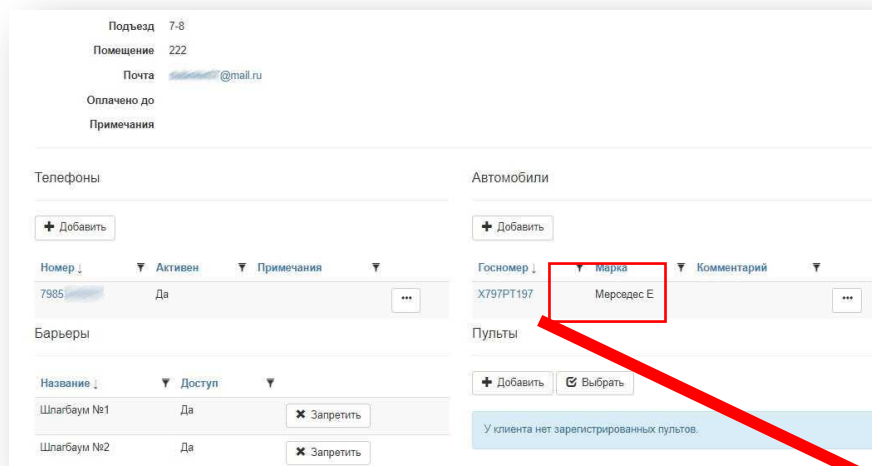 Подъезд 7-8
Помещение 222
Почта @mail.ru
Оплачено до
Примечания
Телефоны
Добавить
Номер ↓ Активен Примечания
7985 Да ...
Барьеры
Название ↓ Доступ
Шлагбаум №1 Да Запретить
Шлагбаум №2 Да Запретить
Автомобили
Добавить
Госномер ↓ Марка Комментарий
X797PT197 Мерседес Е ...
Пульты
Добавить Выбрать
У клиента нет зарегистрированных пультов.